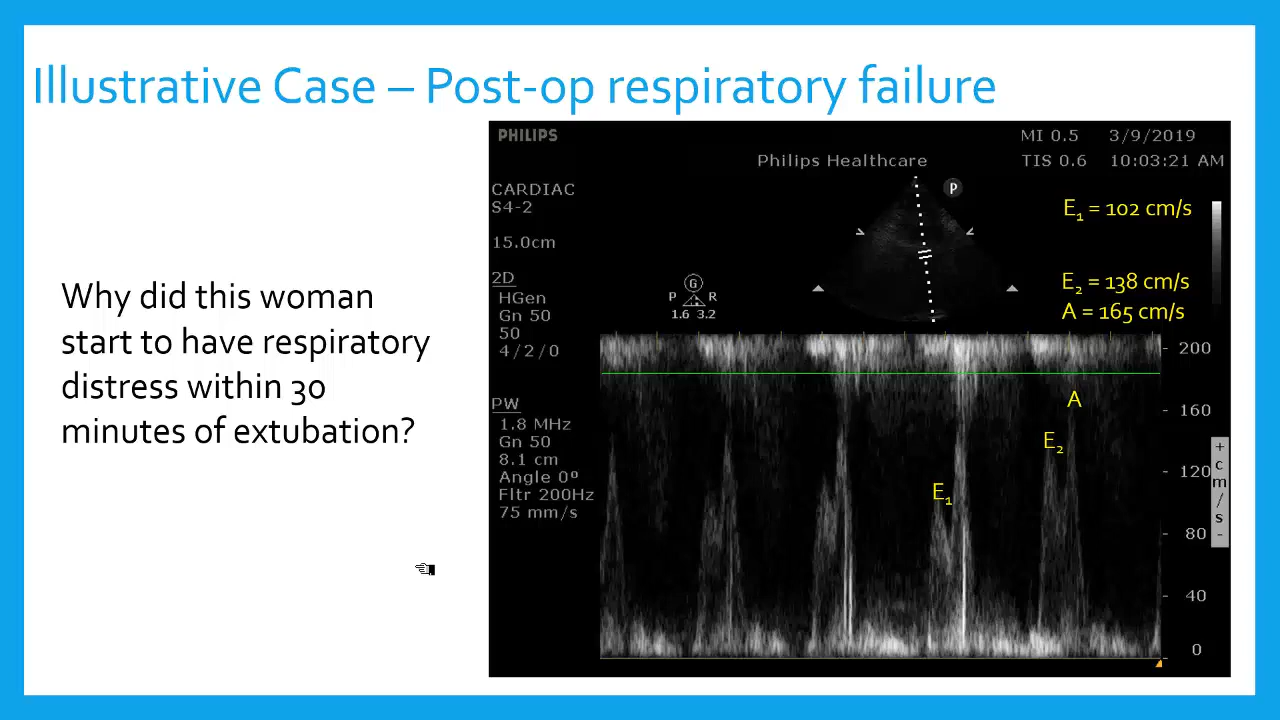 Illustrative Case – Post-op respiratory failure
Why did this woman
start to have respiratory
distress within 30
minutes of extubation?
PHILIPS
MI 0.5 3/9/2019
Philips Healthcare
TIS 0.6 10:03:21 AM
CARDIAC
S4-2
15.0cm
2D
HGen
Gn 50
50
4/2/0
PW
1.8 MHz
Gn 50
8.1 cm
Angle 0º
Fltr 200Hz
75 mm/s
P
G
P R
1.6 3.2
E1 = 102 cm/s
E2 = 138 cm/s
A = 165 cm/s
A
E2
E1
200
160
120
80
40
0
+
c
m
/
s
-